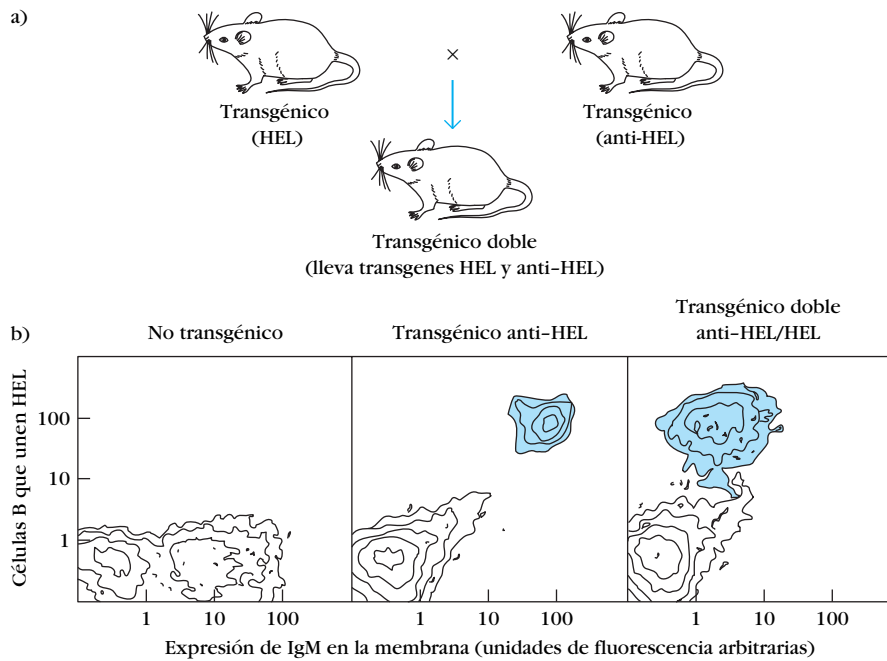 a)
×
Transgénico
(HEL)
Transgénico
(anti-HEL)
Transgénico doble
(lleva transgenes HEL y anti–HEL)
b)
No transgénico
Transgénico anti–HEL
Transgénico doble
anti–HEL/HEL
Células B que unen HEL
100
10
1
1 10 100
1 10 100
1 10 100
Expresión de IgM en la membrana (unidades de fluorescencia arbitrarias)